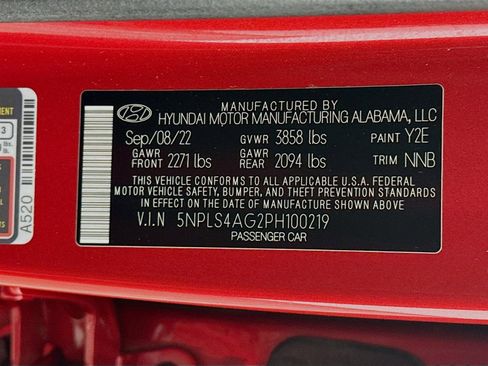 MANUFACTURED BY
HYUNDAI MOTOR MANUFACTURING ALABAMA, LLC
Sep/08/22 GVWR 3858 lbs PAINT Y2E
GAWR FRONT 2271 lbs GAWR REAR 2094 lbs TRIM NNB
THIS VEHICLE CONFORMS TO ALL APPLICABLE U.S.A. FEDERAL
MOTOR VEHICLE SAFETY, BUMPER, AND THEFT PREVENTION STANDARDS
IN EFFECT ON THE DATE OF MANUFACTURE SHOWN ABOVE
V.I.N 5NPLS4AG2PH100219
PASSENGER CAR
A520